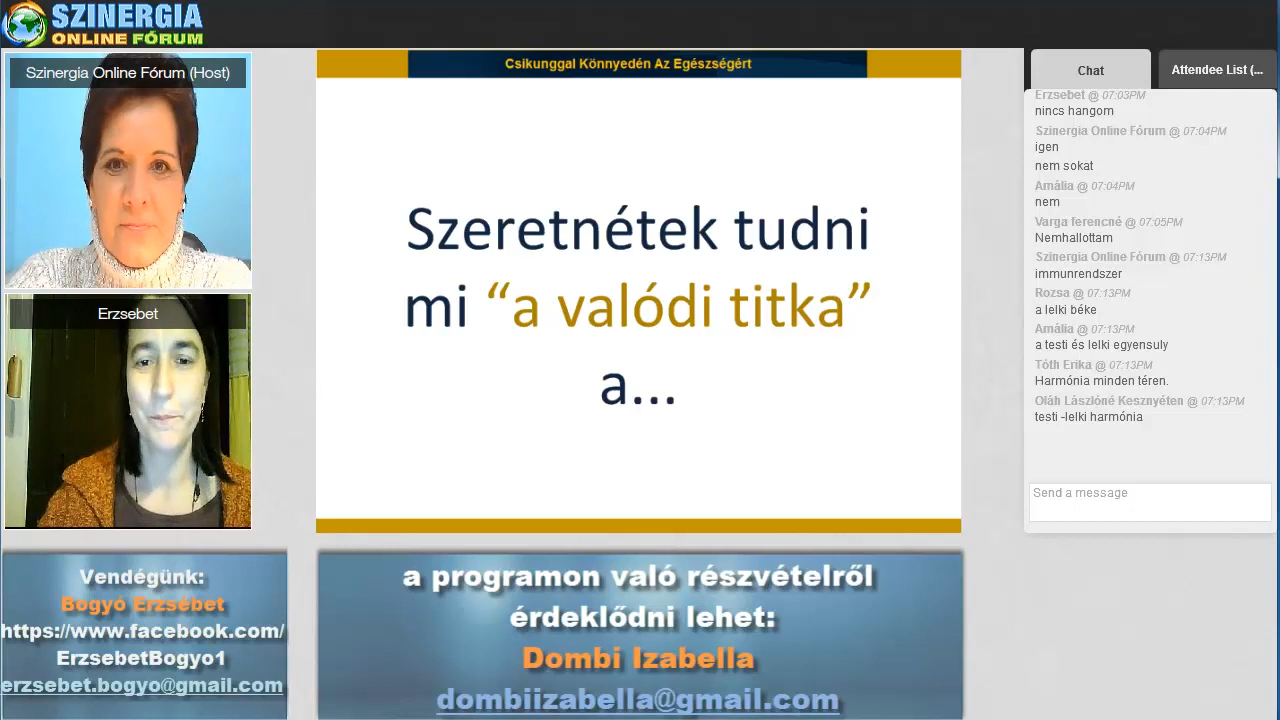 SZINERGIA
ONLINE FÓRUM
Szinergia Online Fórum (Host)
Erzsebet
Csikunggal Könnyedén Az Egészségért
Szeretnétek tudni
mi “a valódi titka”
a...
Chat
Attendee List (...
Erzsebet @ 07:03PM
nincs hangom
Szinergia Online Fórum @ 07:04PM
igen
nem sokat
Amália @ 07:04PM
nem
Varga ferencné @ 07:05PM
Nemhallottam
Szinergia Online Fórum @ 07:13PM
immunrendszer
Rozsa @ 07:13PM
a lelki béke
Amália @ 07:13PM
a testi és lelki egyensuly
Tóth Erika @ 07:13PM
Harmónia minden téren.
Oláh Lászlóné Kesznyéten @ 07:13PM
testi -lelki harmónia
Send a message
Vendégünk:
Bogyó Erzsébet
https://www.facebook.com/
ErzsebetBogyo1
erzsebet.bogyo@gmail.com
a programon való részvételről
érdeklődni lehet:
Dombi Izabella
dombiizabella@gmail.com